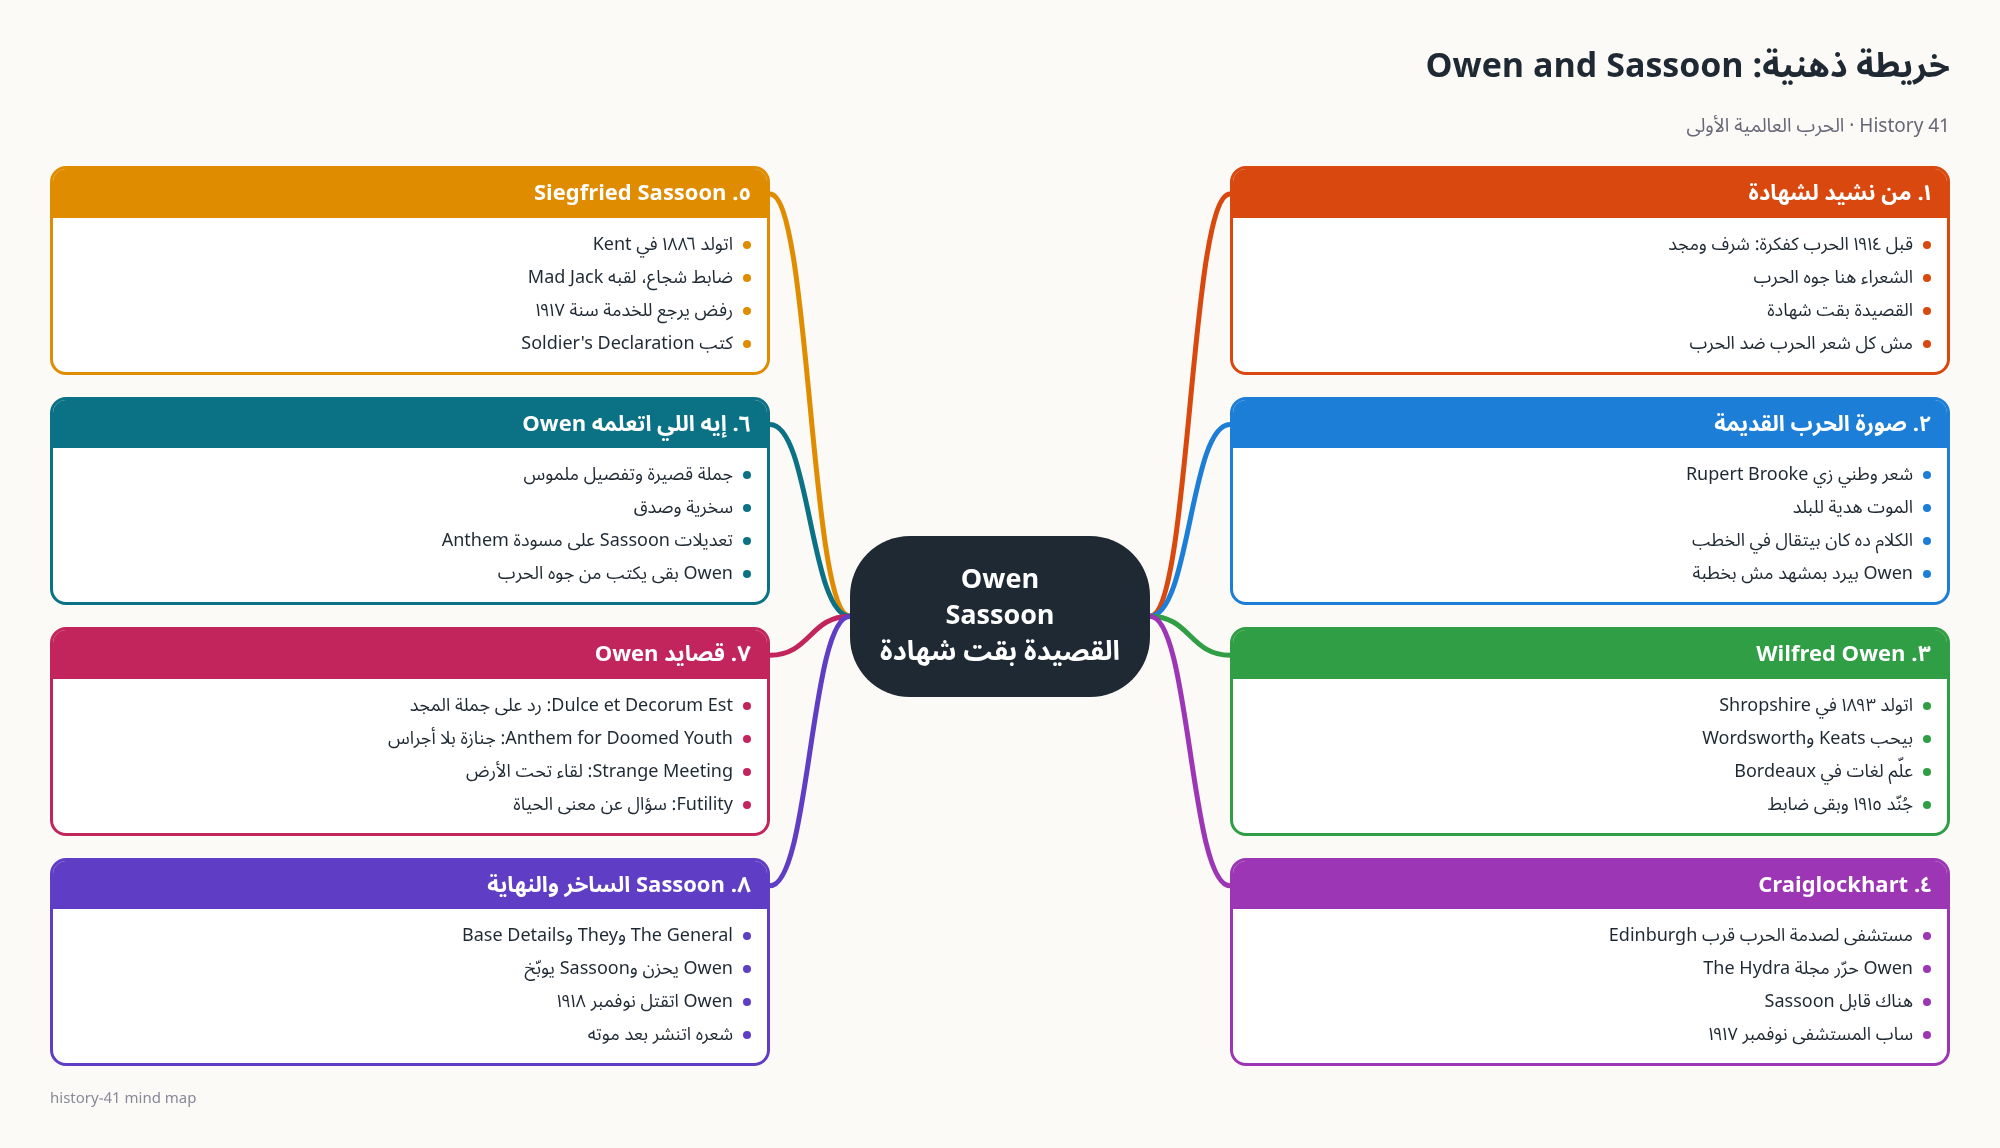 خريطة ذهنية: Owen and Sassoon
History 41 · الحرب العالمية الأولى
١. من نشيد لشهادة
قبل ١٩١٤ الحرب كفكرة: شرف ومجد
الشعراء هنا جوه الحرب
القصيدة بقت شهادة
مش كل شعر الحرب ضد الحرب
٢. صورة الحرب القديمة
شعر وطني زي Rupert Brooke
الموت هدية للبلد
الكلام ده كان بيتقال في الخطب
Owen بيرد بمشهد مش بخطبة
٣. Wilfred Owen
اتولد ١٨٩٣ في Shropshire
بيحب Keats وWordsworth
علّم لغات في Bordeaux
جُنّد ١٩١٥ وبقى ضابط
٤. Craiglockhart
مستشفى لصدمة الحرب قرب Edinburgh
Owen حرّر مجلة The Hydra
هناك قابل Sassoon
ساب المستشفى نوفمبر ١٩١٧
Owen
Sassoon
القصيدة بقت شهادة
٥. Siegfried Sassoon
اتولد ١٨٨٦ في Kent
ضابط شجاع، لقبه Mad Jack
رفض يرجع للخدمة سنة ١٩١٧
كتب Soldier's Declaration
٦. إيه اللي اتعلمه Owen
جملة قصيرة وتفصيل ملموس
سخرية وصدق
تعديلات Sassoon على مسودة Anthem
Owen بقى يكتب من جوه الحرب
٧. قصايد Owen
Dulce et Decorum Est: رد على جملة المجد
Anthem for Doomed Youth: جنازة بلا أجراس
Strange Meeting: لقاء تحت الأرض
Futility: سؤال عن معنى الحياة
٨. Sassoon الساخر والنهاية
The General وThey وBase Details
Owen يحزن وSassoon يوبّخ
Owen اتقتل نوفمبر ١٩١٨
شعره اتنشر بعد موته
history-41 mind map